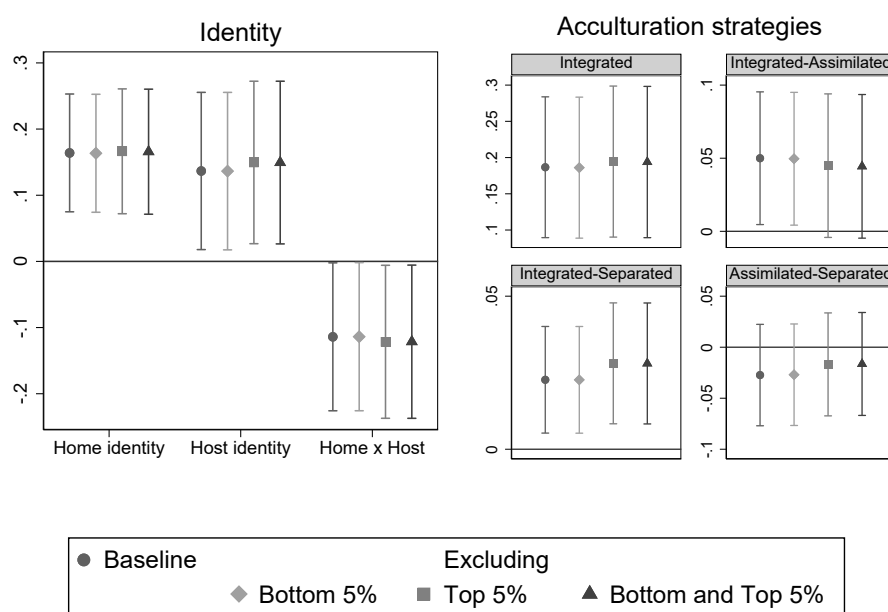 Identity
.3
.2
.1
0
-.1
-.2
Home identity Host identity Home x Host
Acculturation strategies
Integrated
.3
.25
.2
.15
.1
Integrated-Assimilated
.1
.05
0
Integrated-Separated
.05
0
Assimilated-Separated
.05
0
-.05
-.1
Baseline Excluding
Bottom 5% Top 5% Bottom and Top 5%